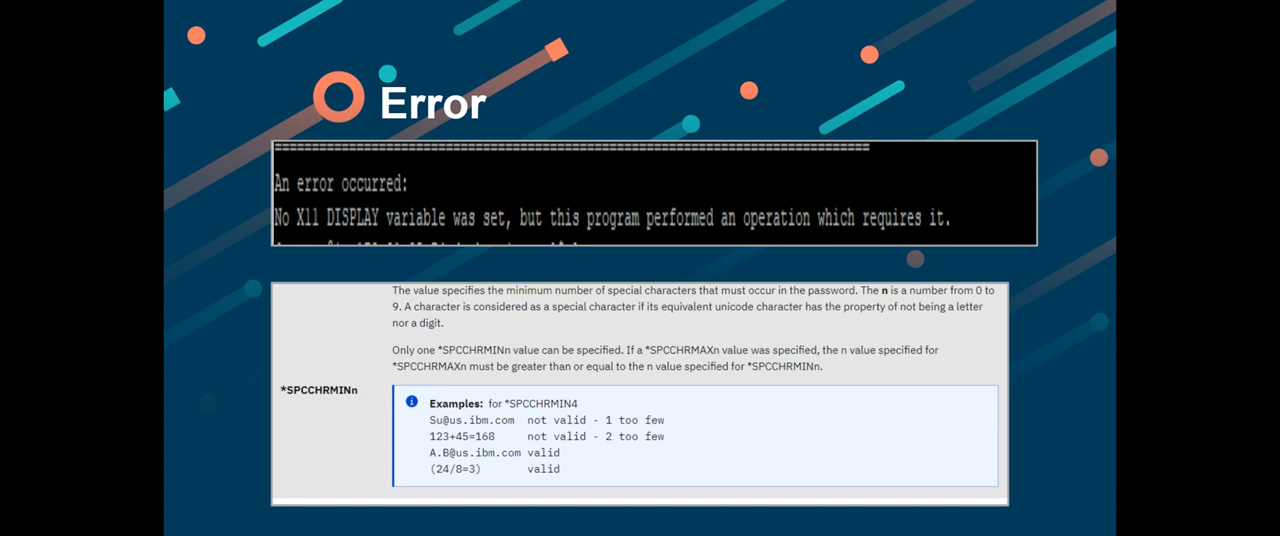 Error
==============================================================================
An error occurred:
No X11 DISPLAY variable was set, but this program performed an operation which requires it.
The value specifies the minimum number of special characters that must occur in the password. The n is a number from 0 to
9. A character is considered as a special character if its equivalent unicode character has the property of not being a letter
nor a digit.
Only one *SPCCHRMINn value can be specified. If a *SPCCHRMAXn value was specified, the n value specified for
*SPCCHRMAXn must be greater than or equal to the n value specified for *SPCCHRMINn.
*SPCCHRMINn
Examples: for *SPCCHRMIN4
Su@us.ibm.com not valid - 1 too few
123+45=168 not valid - 2 too few
A.B@us.ibm.com valid
(24/8=3) valid